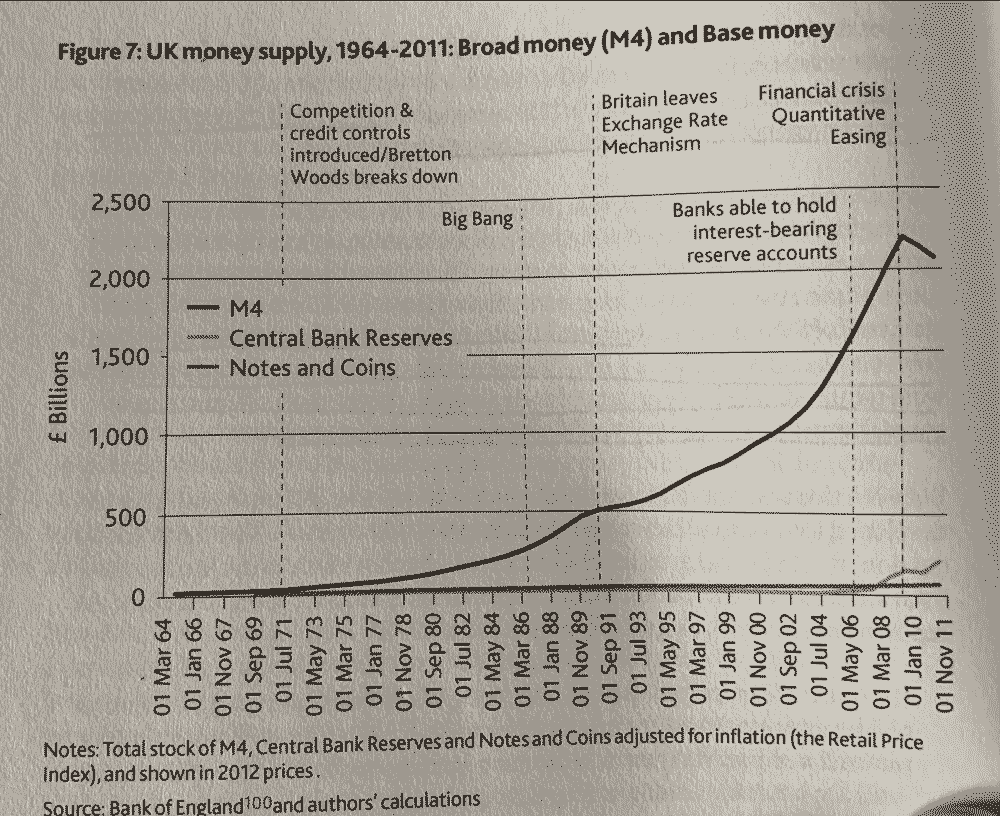 Figure 7: UK money supply, 1964-2011: Broad money (M4) and Base money
Competition &
credit controls
introduced/Bretton
Woods breaks down
Britain leaves
Exchange Rate
Mechanism
Financial crisis
Quantitative
Easing
Big Bang
Banks able to hold
interest-bearing
reserve accounts
2,500
2,000
1,500
1,000
500
0
£ Billions
M4
Central Bank Reserves
Notes and Coins
01 Mar 64
01 Jan 66
01 Nov 67
01 Sep 69
01 Jul 71
01 May 73
01 Mar 75
01 Jan 77
01 Nov 78
01 Sep 80
01 Jul 82
01 May 84
01 Mar 86
01 Jan 88
01 Nov 89
01 Sep 91
01 Jul 93
01 May 95
01 Mar 97
01 Jan 99
01 Nov 00
01 Sep 02
01 Jul 04
01 May 06
01 Mar 08
01 Jan 10
01 Nov 11
Notes: Total stock of M4, Central Bank Reserves and Notes and Coins adjusted for inflation (the Retail Price
Index), and shown in 2012 prices.
Source: Bank of England100and authors' calculations